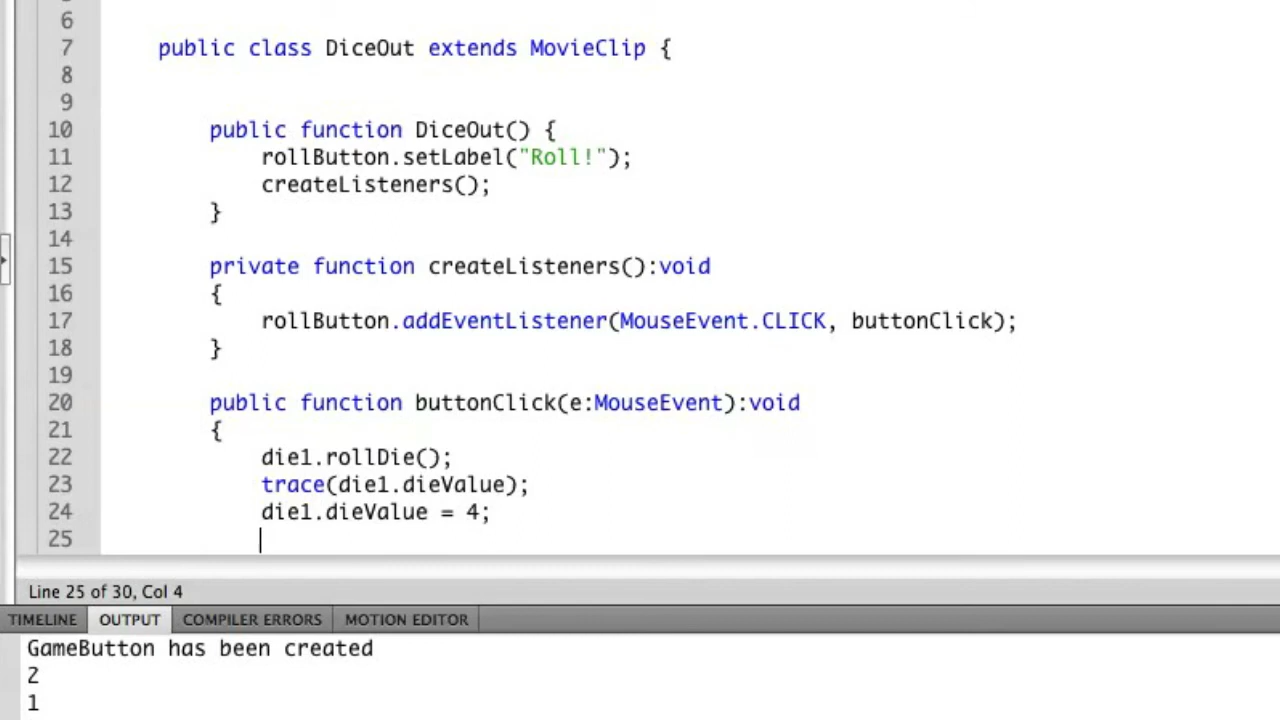 6
7 public class DiceOut extends MovieClip {
8
9
10 public function DiceOut() {
11 rollButton.setLabel("Roll!");
12 createListeners();
13 }
14
15 private function createListeners():void
16 {
17 rollButton.addEventListener(MouseEvent.CLICK, buttonClick);
18 }
19
20 public function buttonClick(e:MouseEvent):void
21 {
22 die1.rollDie();
23 trace(die1.dieValue);
24 die1.dieValue = 4;
25
Line 25 of 30, Col 4
TIMELINE OUTPUT COMPILER ERRORS MOTION EDITOR
GameButton has been created
2
1